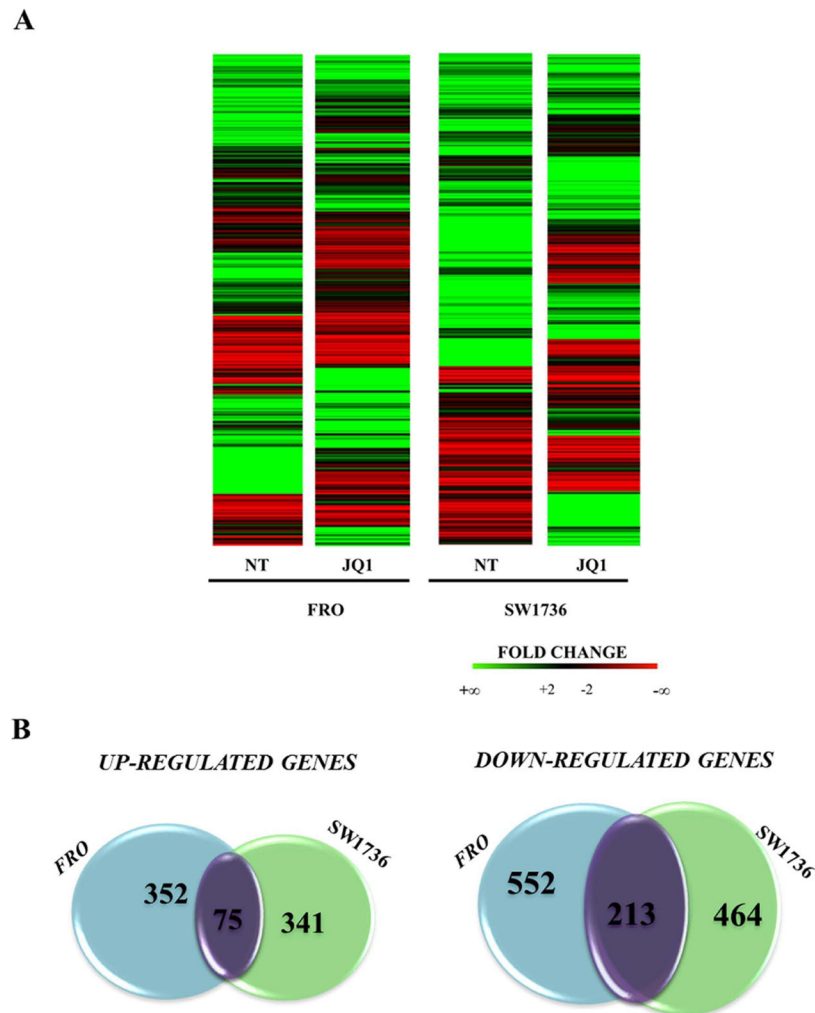 A
NT JQ1 NT JQ1
FRO SW1736
FOLD CHANGE
+∞ +2 -2 -∞
B
UP-REGULATED GENES DOWN-REGULATED GENES
FRO SW1736 FRO SW1736
352 75 341 552 213 464